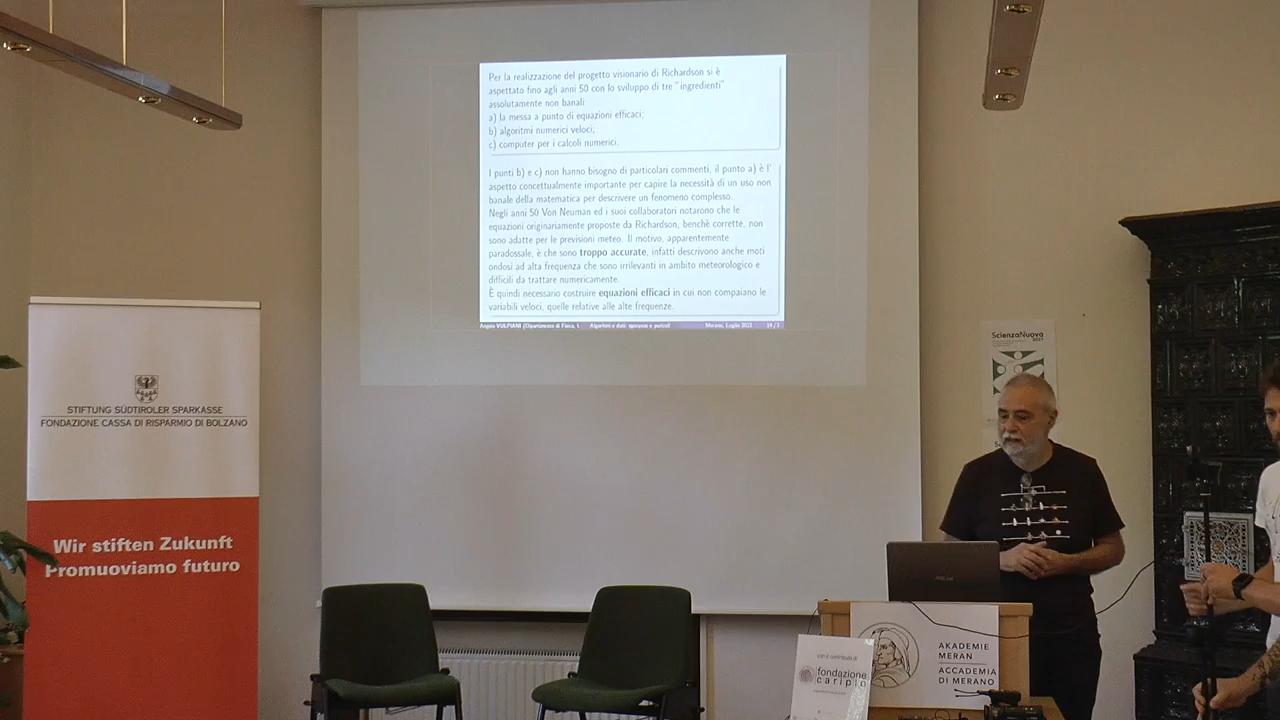 Per la realizzazione del progetto visionario di Richardson si è
aspettato fino agli anni 50 con lo sviluppo di tre "ingredienti"
assolutamente non banali:
a) la messa a punto di equazioni efficaci;
b) algoritmi numerici veloci;
c) computer per i calcoli numerici.
I punti b) e c) non hanno bisogno di particolari commenti, il punto a) è l'
aspetto concettualmente importante per capire la necessità di un uso non
banale della matematica per descrivere un fenomeno complesso.
Negli anni 50 Von Neuman ed i suoi collaboratori notarono che le
equazioni originariamente proposte da Richardson, benchè corrette, non
sono adatte per le previsioni meteo. Il motivo, apparentemente
paradossale, è che sono troppo accurate, infatti descrivono anche moti
ondosi ad alta frequenza che sono irrilevanti in ambito meteorologico e
difficili da trattare numericamente.
È quindi necessario costruire equazioni efficaci in cui non compaiano le
variabili veloci, quelle relative alle alte frequenze.
Angelo VULPIANI (Dipartimento di Fisica, Algoritmi e dati: speranze e pericoli Merano, Luglio 2021 14 /
ScienzaNuova
2021
STIFTUNG SÜDTIROLER SPARKASSE
FONDAZIONE CASSA DI RISPARMIO DI BOLZANO
Wir stiften Zukunft
Promuoviamo futuro
ASUS
AKADEMIE
MERAN
ACCADEMIA
DI MERANO
con il contributo di
fondazione
cariplo